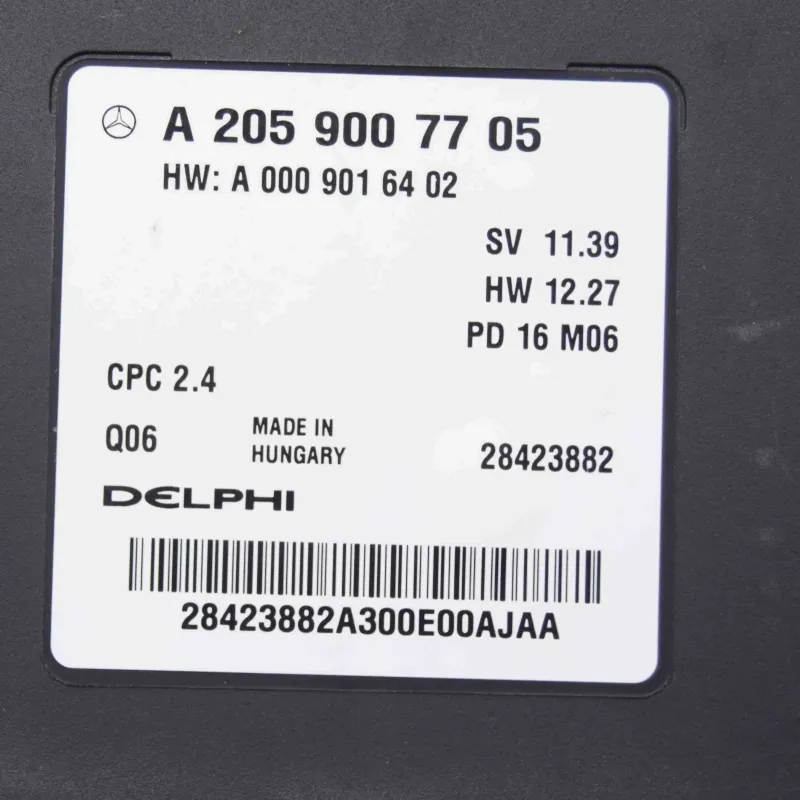 A 205 900 77 05
HW: A 000 901 64 02
SV 11.39
HW 12.27
PD 16 M06
CPC 2.4
Q06
MADE IN
HUNGARY
28423882
DELPHI
28423882A300E00AJAA